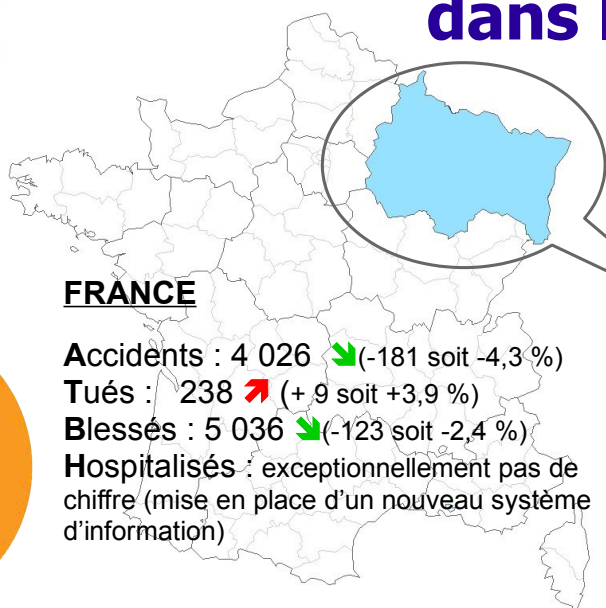 dans
FRANCE
Accidents : 4 026 (-181 soit -4,3 %)
Tués : 238 (+ 9 soit +3,9 %)
Blessés : 5 036 (-123 soit -2,4 %)
Hospitalisés : exceptionnellement pas de
chiffre (mise en place d’un nouveau système
d’information)